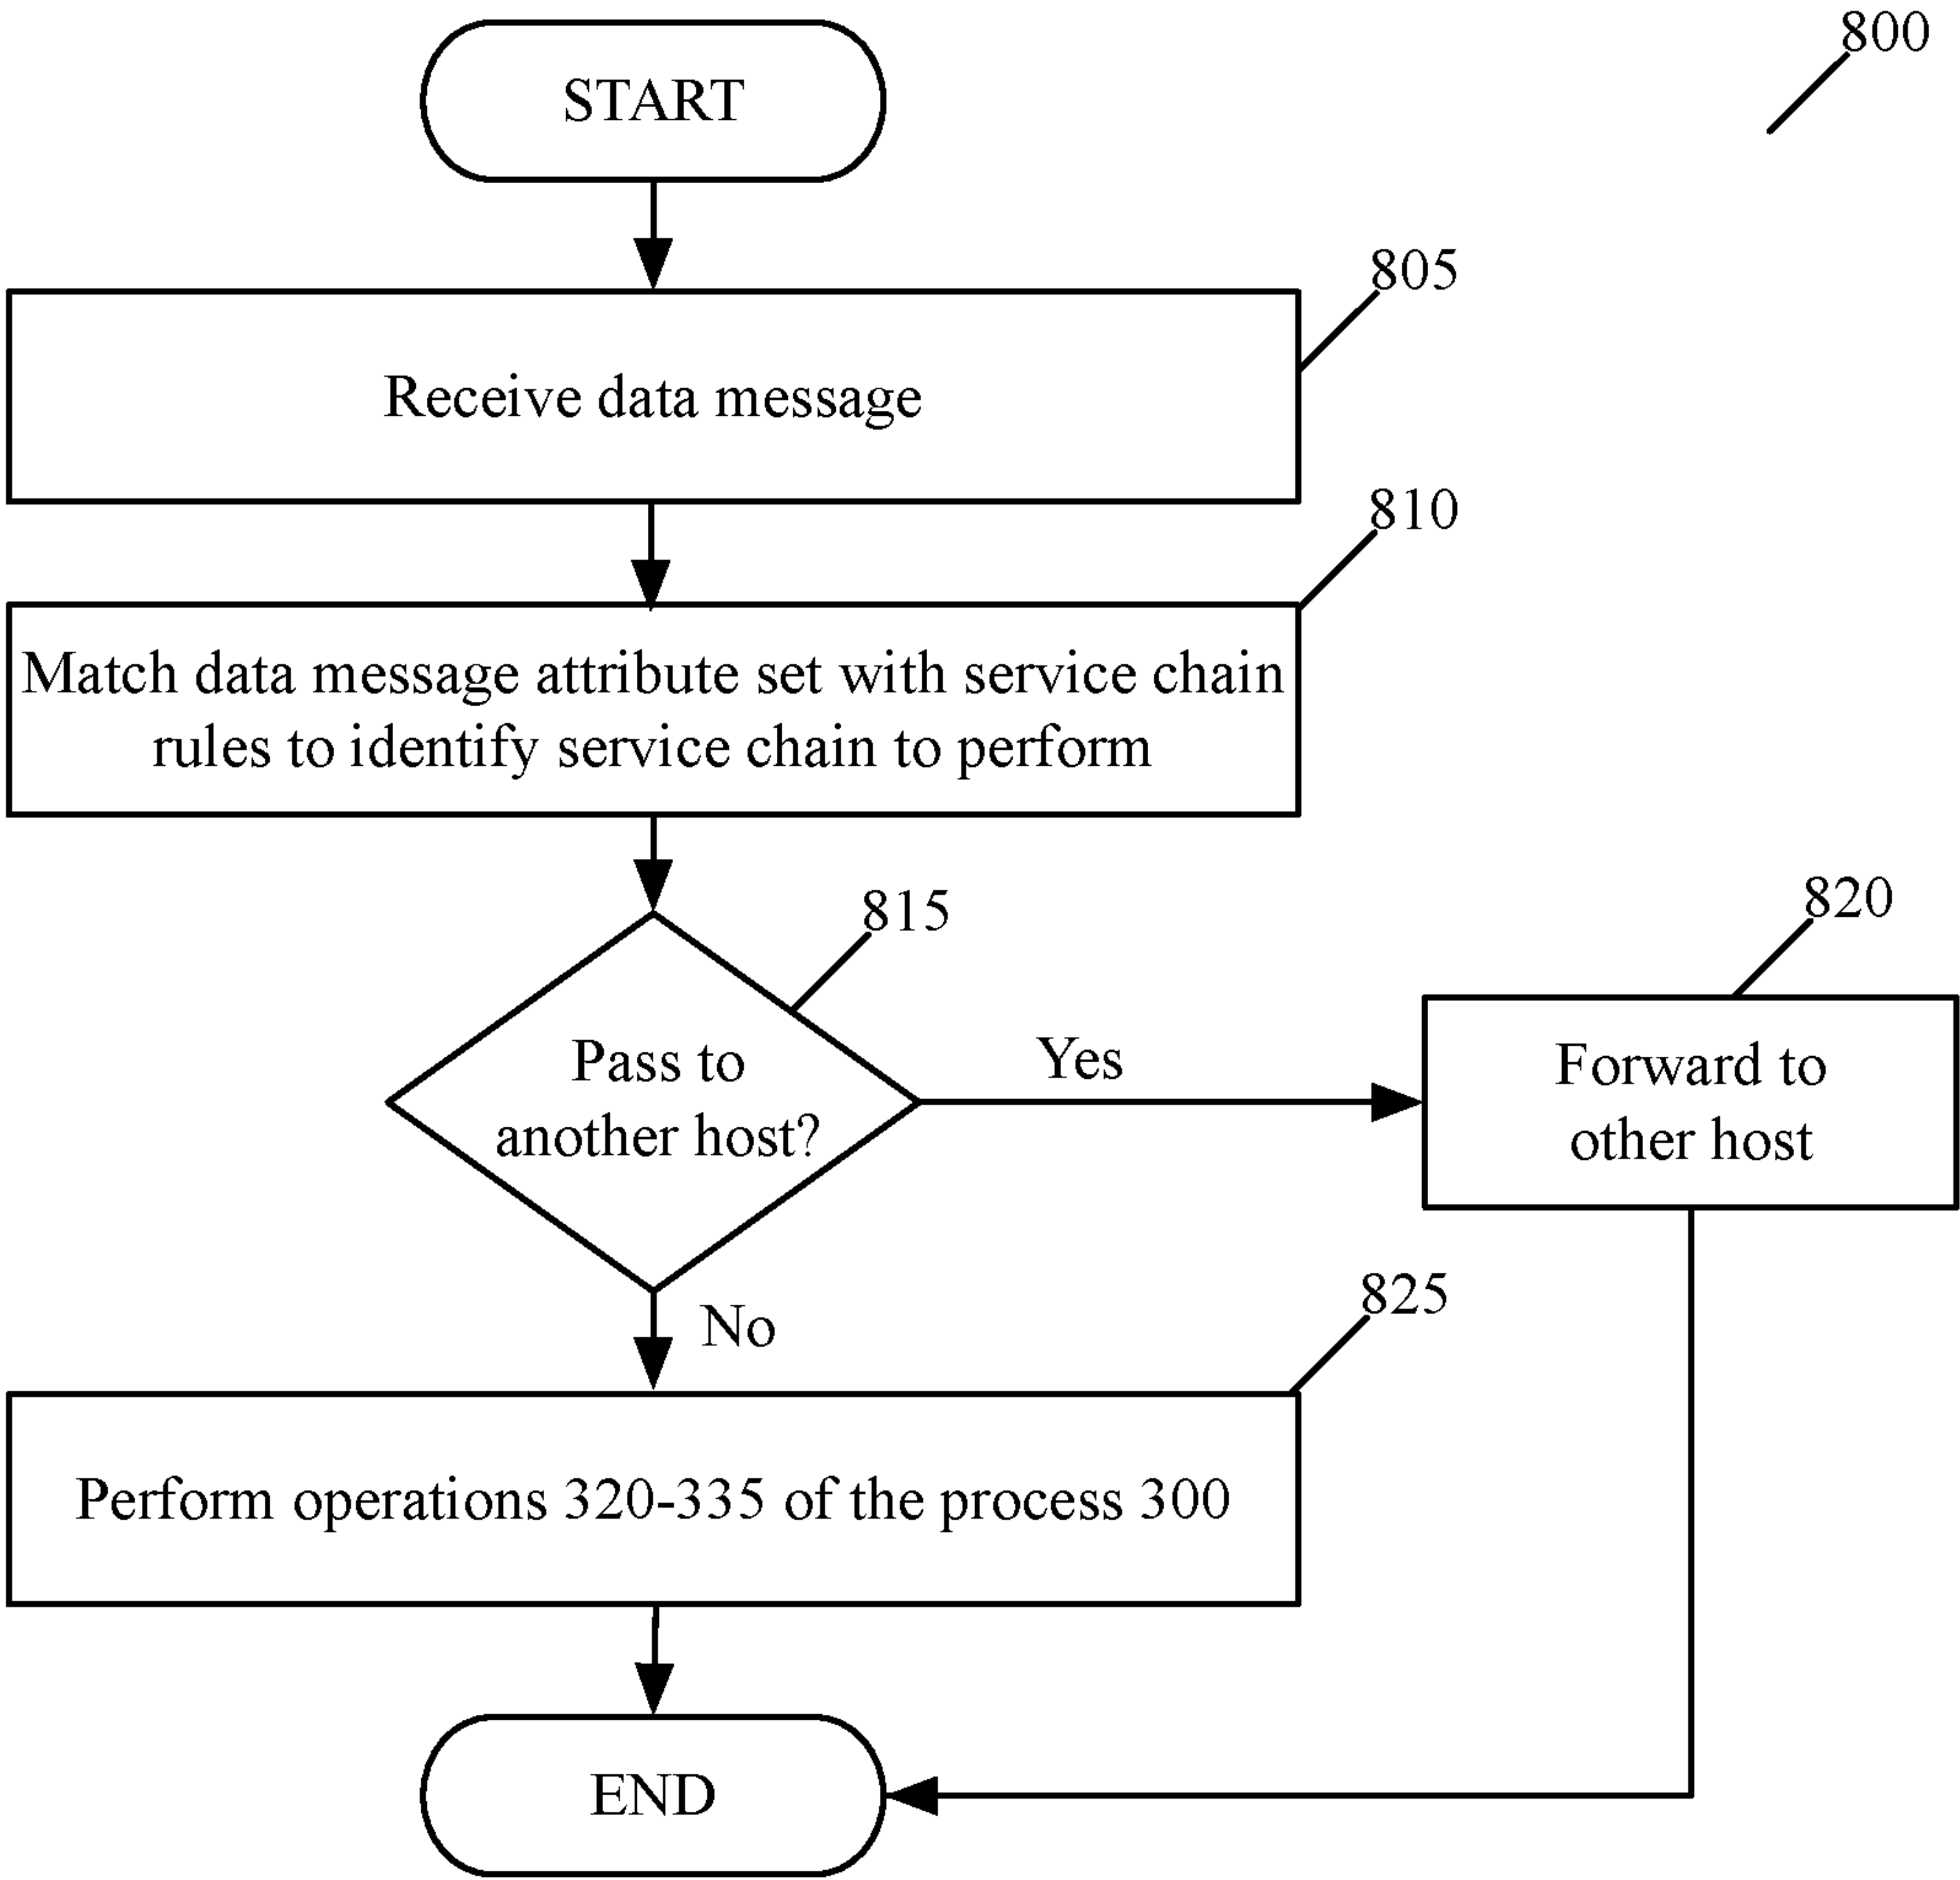 800
START
805
Receive data message
810
Match data message attribute set with service chain
rules to identify service chain to perform
815
820
Pass to
another host?
Yes
Forward to
other host
No
825
Perform operations 320-335 of the process 300
END